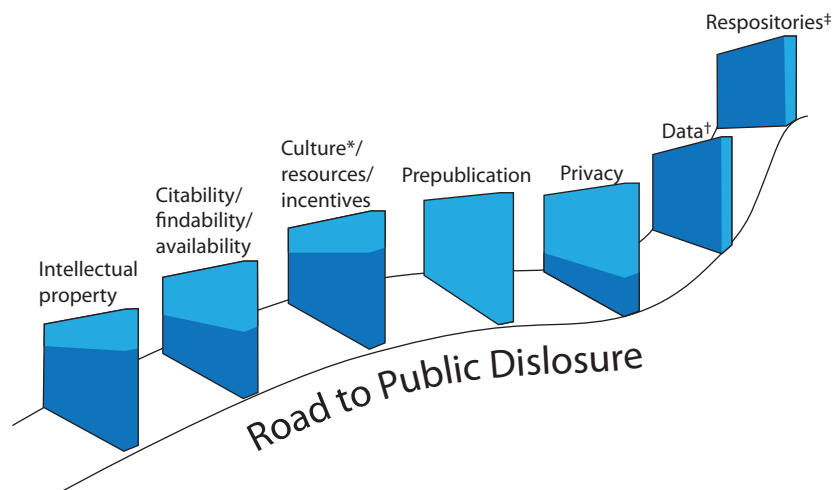 Respositories‡
Data†
Culture*/
resources/
incentives
Prepublication
Privacy
Citability/
findability/
availability
Intellectual
property
Road to Public Dislosure